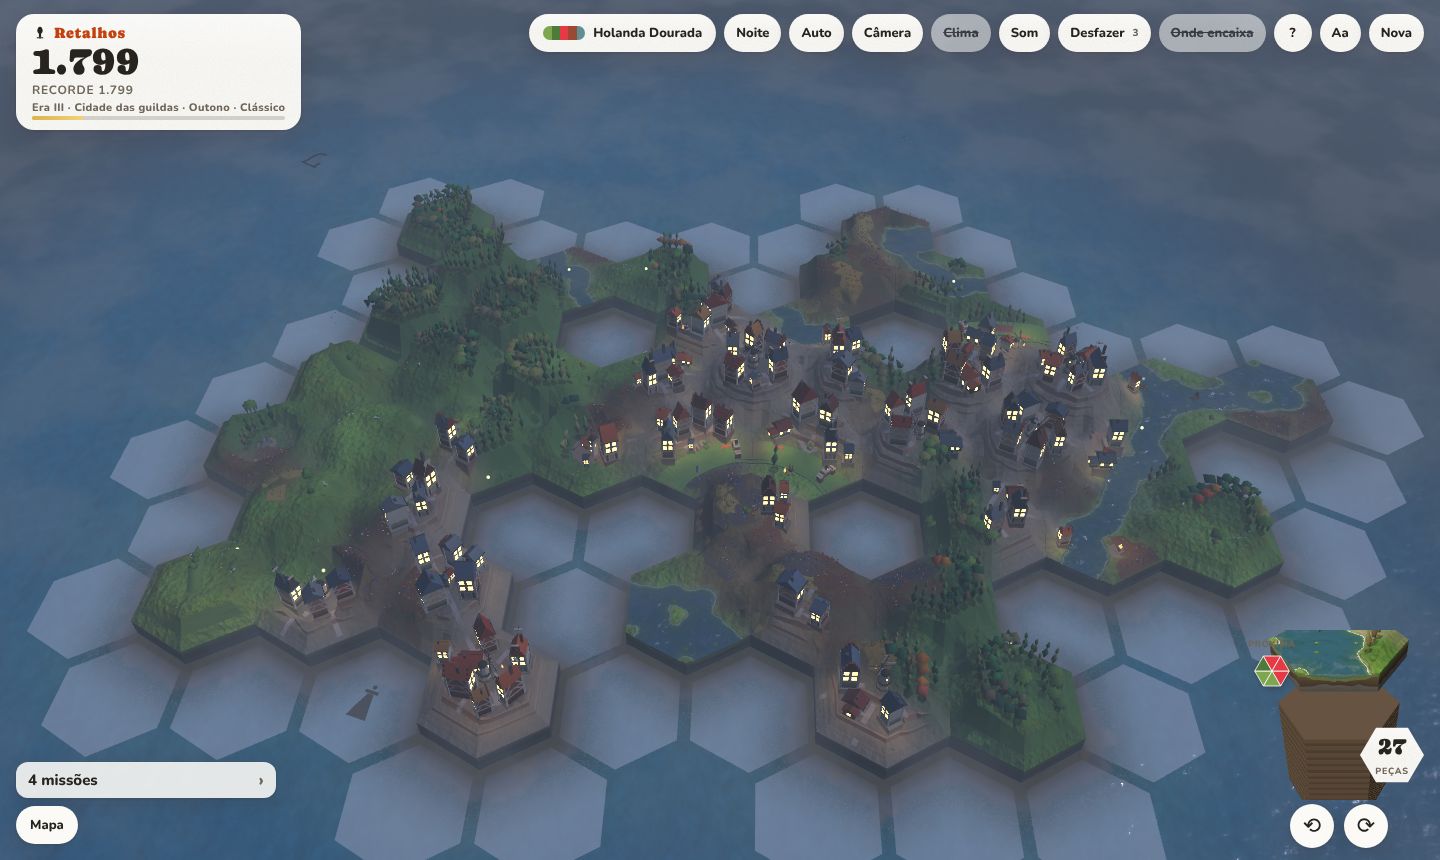 Retalhos
1.799
RECORDE 1.799
Era III · Cidade das guildas · Outono · Clássico
Holanda Dourada
Noite
Auto
Câmera
Clima
Som
Desfazer 3
Onde encaixa
?
Aa
Nova
27
PEÇAS
4 missões ›
Mapa